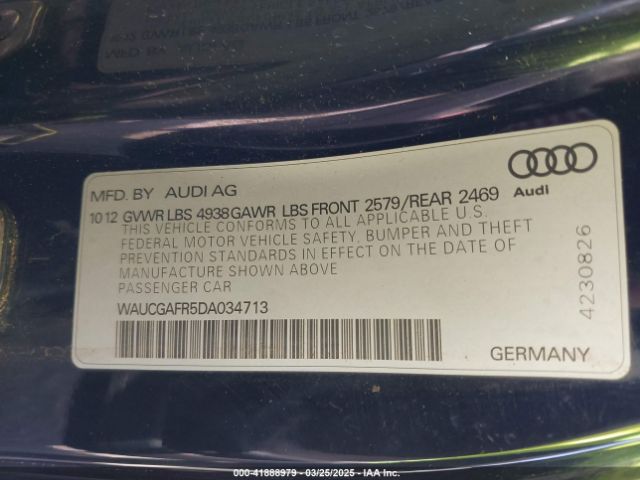 MFD. BY AUDI AG
Audi
10 12 GVWR LBS 4938 GAWR LBS FRONT 2579/REAR 2469
THIS VEHICLE CONFORMS TO ALL APPLICABLE U.S.
FEDERAL MOTOR VEHICLE SAFETY, BUMPER AND THEFT
PREVENTION STANDARDS IN EFFECT ON THE DATE OF
MANUFACTURE SHOWN ABOVE
PASSENGER CAR
WAUCGAFR5DA034713
4230826
GERMANY
000-41888979 - 03/25/2025 - IAA Inc.